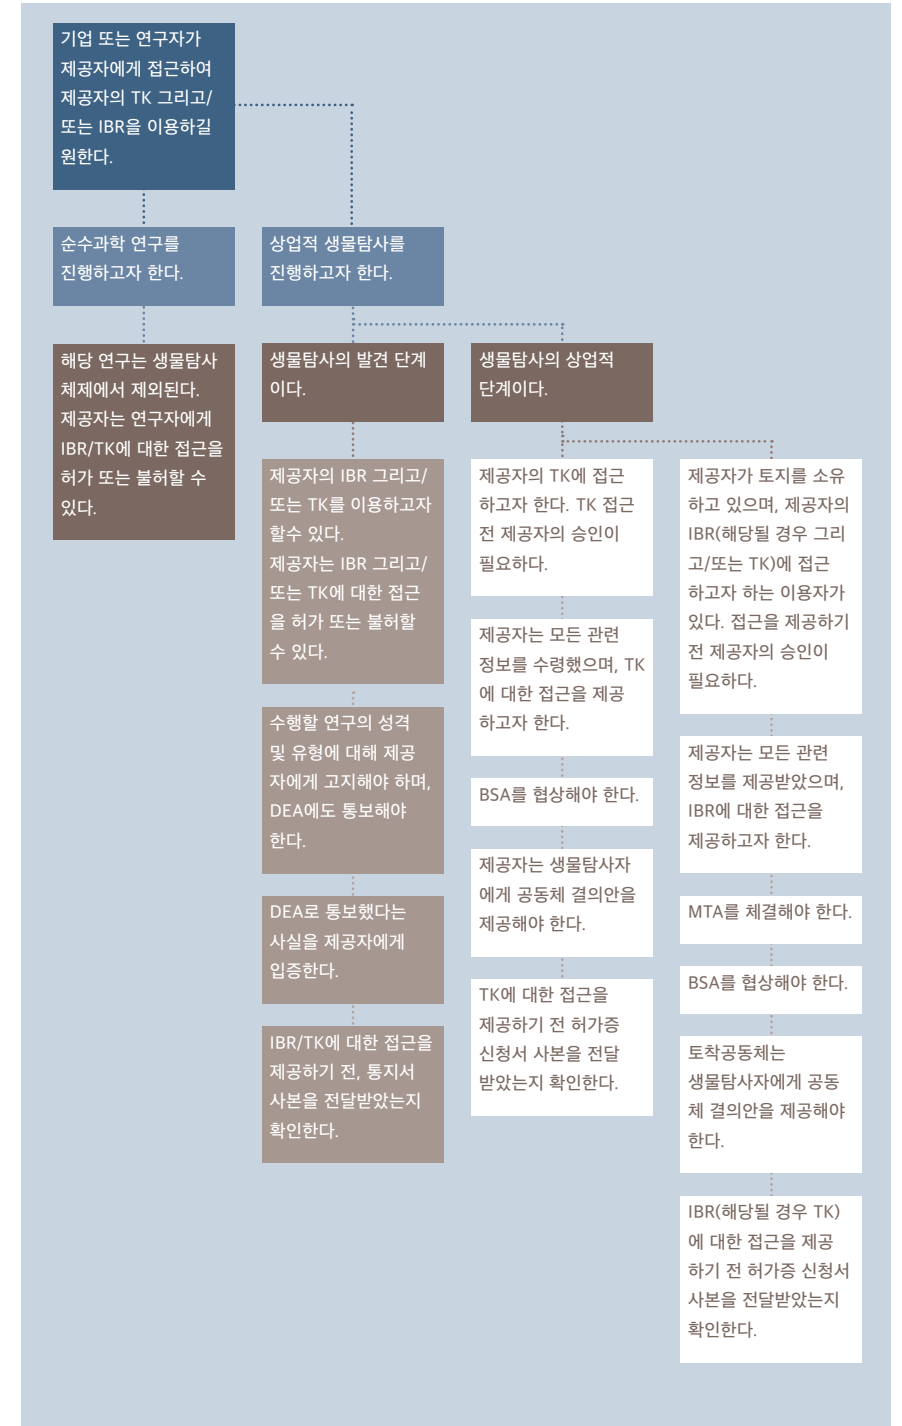 기업 또는 연구자가
제공자에게 접근하여
제공자의 TK 그리고/
또는 IBR을 이용하길
원한다.
순수과학 연구를
진행하고자 한다.
상업적 생물탐사를
진행하고자 한다.
해당 연구는 생물탐사
체제에서 제외된다.
제공자는 연구자에게
IBR/TK에 대한 접근을
허가 또는 불허할 수
있다.
생물탐사의 발견 단계
이다.
생물탐사의 상업적
단계이다.
제공자의 IBR 그리고/
또는 TK를 이용하고자
할수 있다.
제공자는 IBR 그리고/
또는 TK에 대한 접근
을 허가 또는 불허할
수 있다.
수행할 연구의 성격
및 유형에 대해 제공
자에게 고지해야 하며,
DEA에도 통보해야
한다.
DEA로 통보했다는
사실을 제공자에게
입증한다.
IBR/TK에 대한 접근을
제공하기 전, 통지서
사본을 전달받았는지
확인한다.
제공자의 TK에 접근
하고자 한다. TK 접근
전 제공자의 승인이
필요하다.
제공자는 모든 관련
정보를 수령했으며, TK
에 대한 접근을 제공
하고자 한다.
BSA를 협상해야 한다.
제공자는 생물탐사자
에게 공동체 결의안을
제공해야 한다.
TK에 대한 접근을
제공하기 전 허가증
신청서 사본을 전달
받았는지 확인한다.
제공자가 토지를 소유
하고 있으며, 제공자의
IBR(해당될 경우 그리
고/또는 TK)에 접근
하고자 하는 이용자가
있다. 접근을 제공하기
전 제공자의 승인이
필요하다.
제공자는 모든 관련
정보를 제공받았으며,
IBR에 대한 접근을
제공하고자 한다.
MTA를 체결해야 한다.
BSA를 협상해야 한다.
토착공동체는
생물탐사자에게 공동
체 결의안을 제공해야
한다.
IBR(해당될 경우 TK)
에 대한 접근을 제공
하기 전 허가증 신청서
사본을 전달받았는지
확인한다.